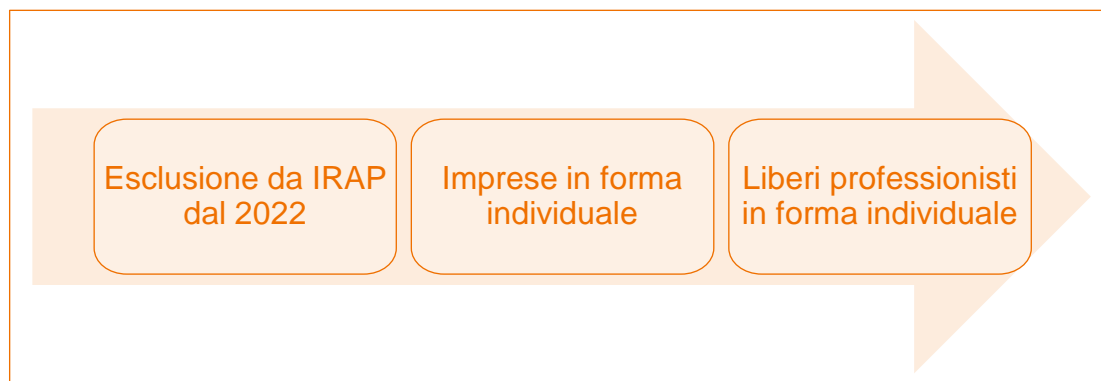 Esclusione da IRAP
dal 2022
Imprese in forma
individuale
Liberi professionisti
in forma individuale